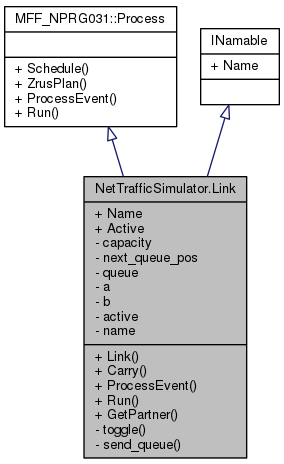 MFF_NPRG031::Process
+ Schedule()
+ ZrusPlan()
+ ProcessEvent()
+ Run()
INamable
+ Name
NetTrafficSimulator.Link
+ Name
+ Active
- capacity
- next_queue_pos
- queue
- a
- b
- active
- name
+ Link()
+ Carry()
+ ProcessEvent()
+ Run()
+ GetPartner()
- toggle()
- send_queue()